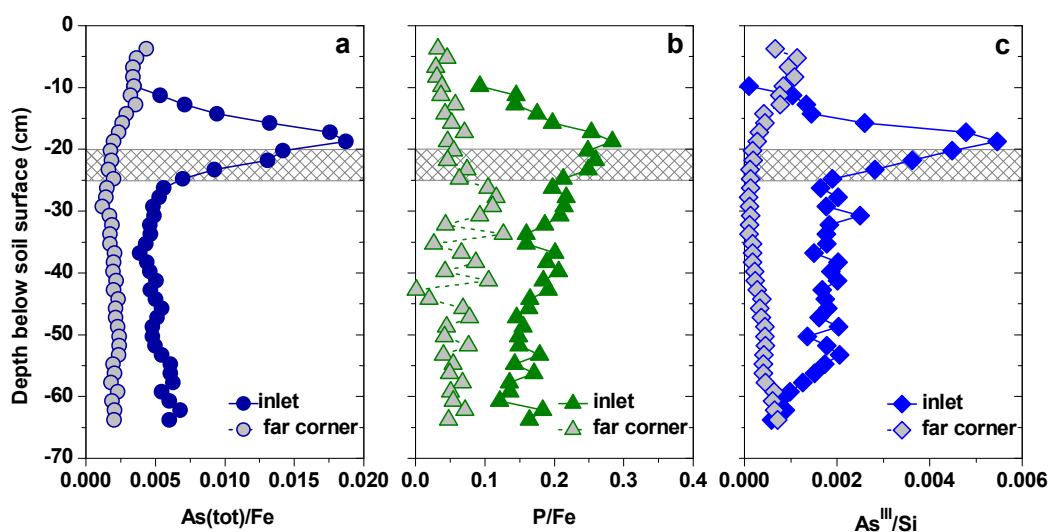 a
b
c
0
-10
-20
-30
-40
-50
-60
-70
Depth below soil surface (cm)
inlet
far corner
inlet
far corner
inlet
far corner
0.000 0.005 0.010 0.015 0.020
0.0 0.1 0.2 0.3 0.4
0.000 0.002 0.004 0.006
As(tot)/Fe
P/Fe
As^III/Si